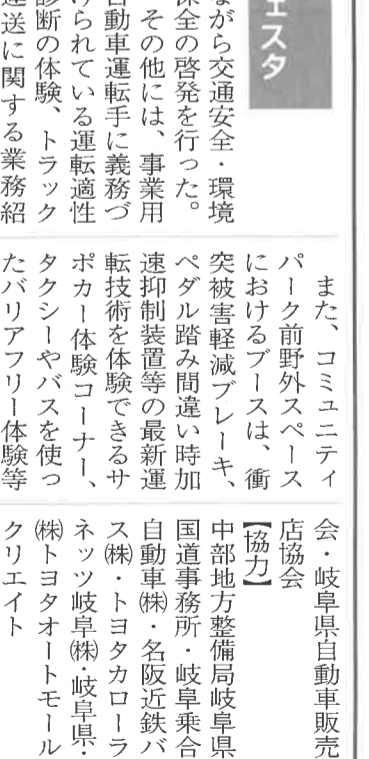 エスタ
ながら交通安全・環境
保全の啓発を行った。
その他には、事業用
自動車運転手に義務づ
けられている運転適性
診断の体験、トラック
運送に関する業務紹
また、コミュニティ
パーク前野外スペース
におけるブースは、衝
突被害軽減ブレーキ、
ペダル踏み間違い時加
速抑制装置等の最新運
転技術を体験できるサ
ポカー体験コーナー、
タクシーやバスを使っ
たバリアフリー体験等
会・岐阜県自動車販売
店協会
【協力】
中部地方整備局岐阜県
国道事務所・岐阜乗合
自動車㈱・名阪近鉄バ
ス㈱・トヨタカローラ
ネッツ岐阜㈱・岐阜県・
㈱トヨタオートモール
クリエイト